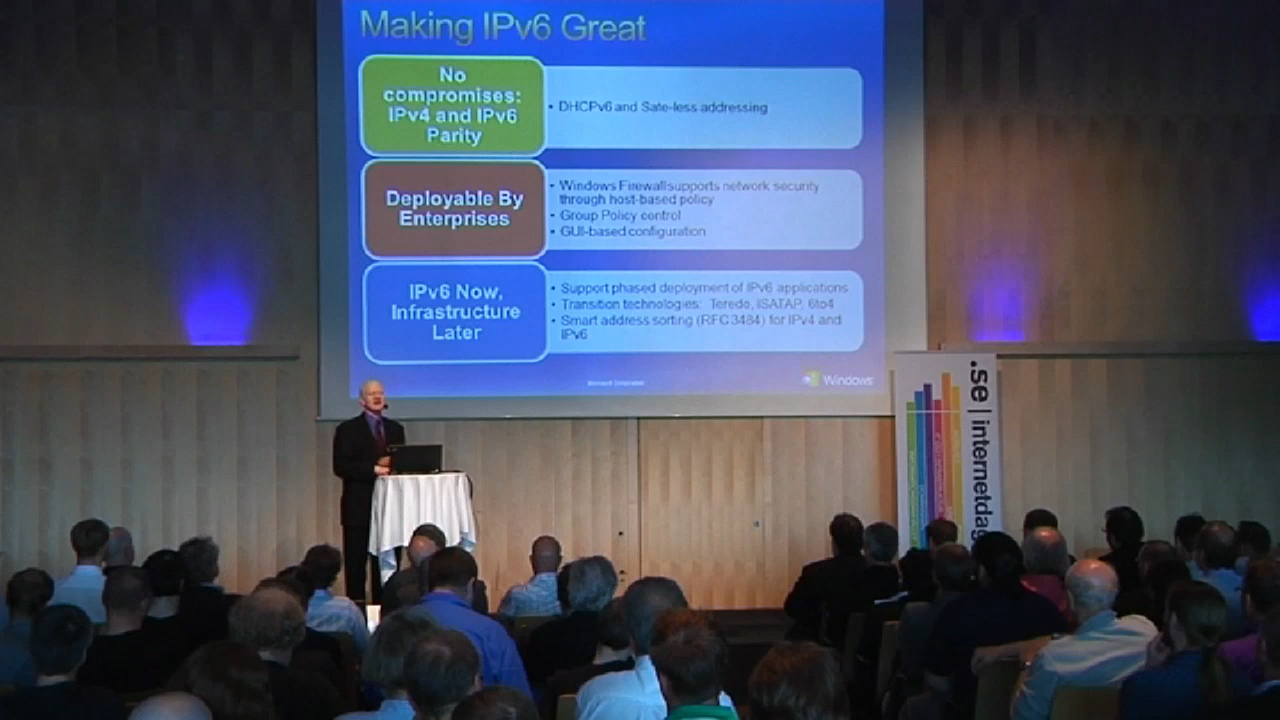 Making IPv6 Great
No
compromises:
IPv4 and IPv6
Parity
• DHCPv6 and Sate-less addressing
Deployable By
Enterprises
• Windows Firewall supports network security
through host-based policy
• Group Policy control
• GUI-based configuration
IPv6 Now,
Infrastructure
Later
• Support phased deployment of IPv6 applications
• Transition technologies: Teredo, ISATAP, 6to4
• Smart address sorting (RFC 3484) for IPv4 and
IPv6
Microsoft Corporation
Windows
.se | internetdag